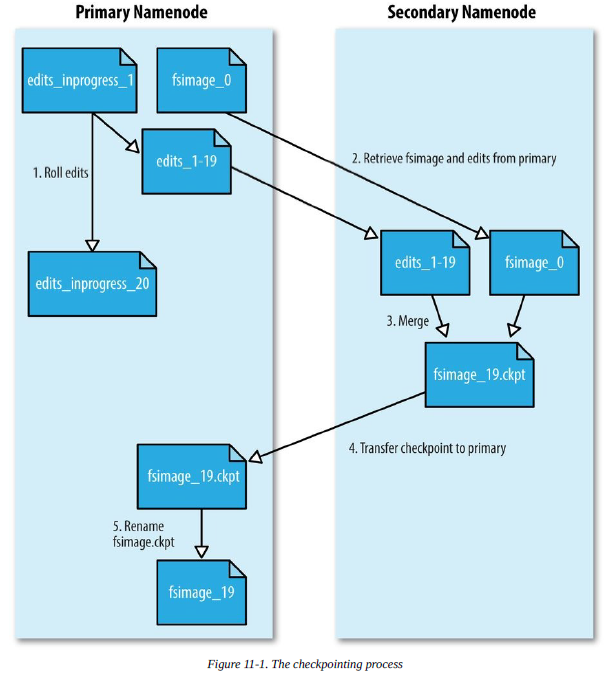 Primary Namenode
Secondary Namenode
edits_inprogress_1
fsimage_0
edits_1-19
1. Roll edits
2. Retrieve fsimage and edits from primary
edits_inprogress_20
edits_1-19
fsimage_0
3. Merge
fsimage_19.ckpt
4. Transfer checkpoint to primary
fsimage_19.ckpt
5. Rename
fsimage.ckpt
fsimage_19
Figure 11-1. The checkpointing process